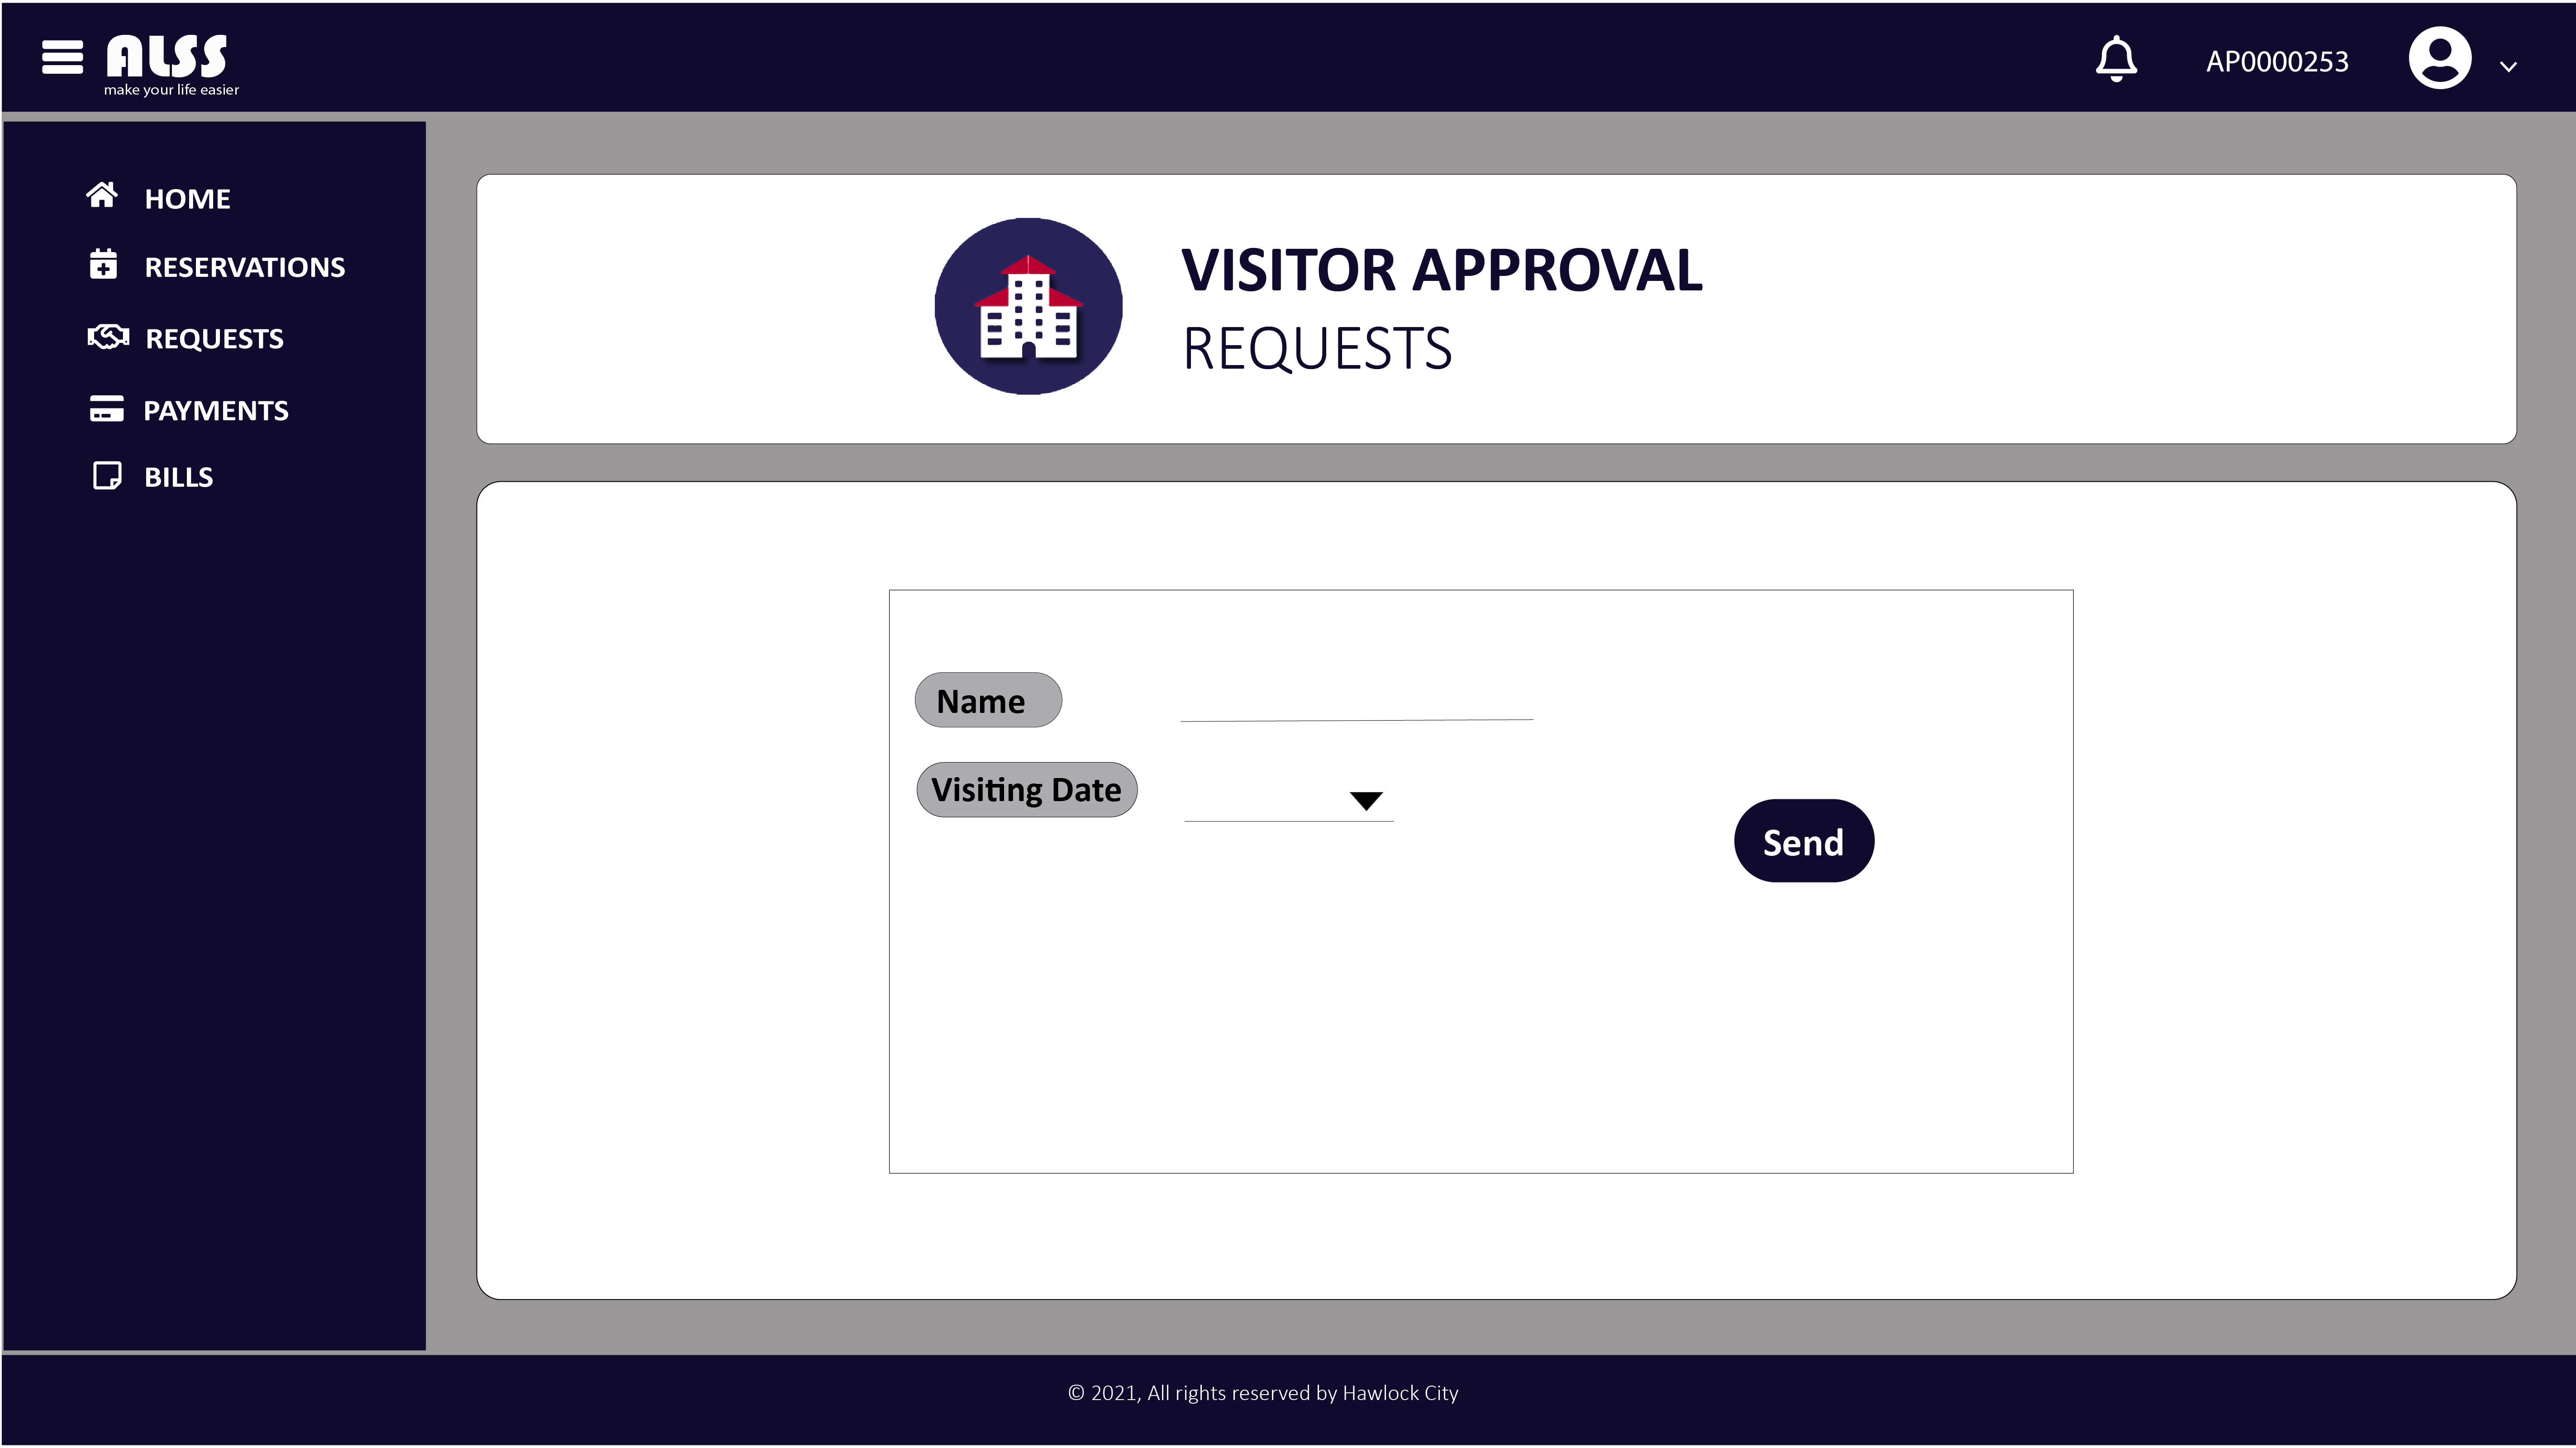 ALSS
make your life easier
AP0000253
HOME
RESERVATIONS
REQUESTS
PAYMENTS
BILLS
VISITOR APPROVAL
REQUESTS
Name
Visiting Date
Send
© 2021, All rights reserved by Hawlock City